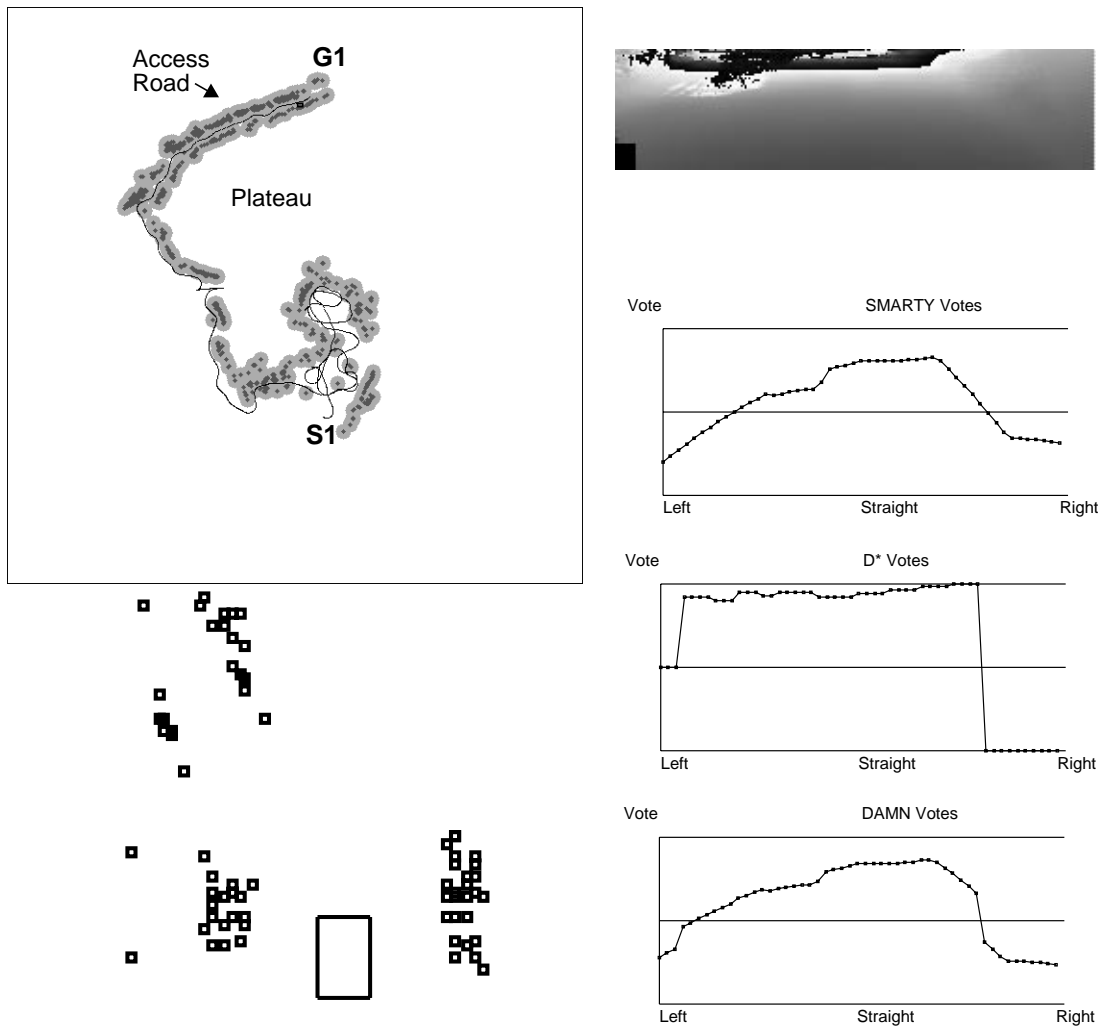 Access
Road
G1
Plateau
S1
Vote
SMARTY Votes
Left
Straight
Right
Vote
D* Votes
Left
Straight
Right
Vote
DAMN Votes
Left
Straight
Right